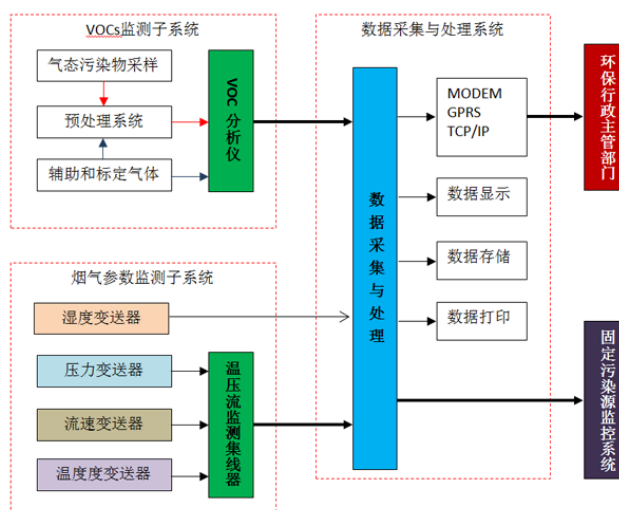 VOCs监测子系统
气态污染物采样
预处理系统
辅助和标定气体
VOC分析仪
数据采集与处理系统
数据采集与处理
MODEM
GPRS
TCP/IP
数据显示
数据存储
数据打印
环保行政主管部门
烟气参数监测子系统
湿度变送器
压力变送器
流速变送器
温度度变送器
温压流监测集线器
固定污染源监控系统